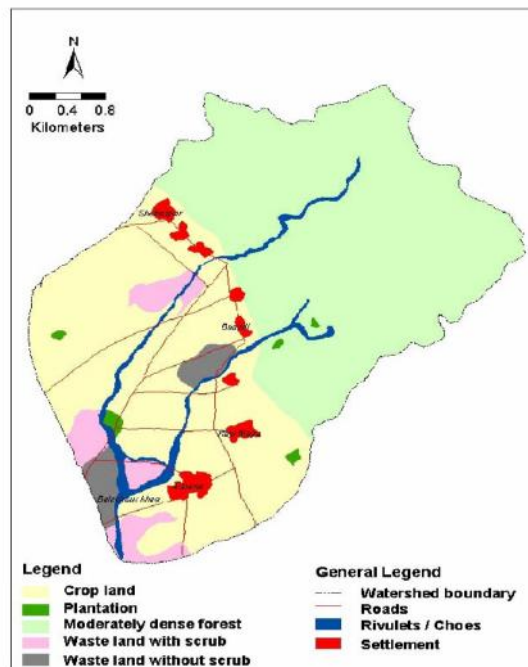 N
0 0.4 0.8
Kilometers
Legend
Crop land
Plantation
Moderately dense forest
Waste land with scrub
Waste land without scrub
General Legend
Watershed boundary
Roads
Rivulets / Choes
Settlement